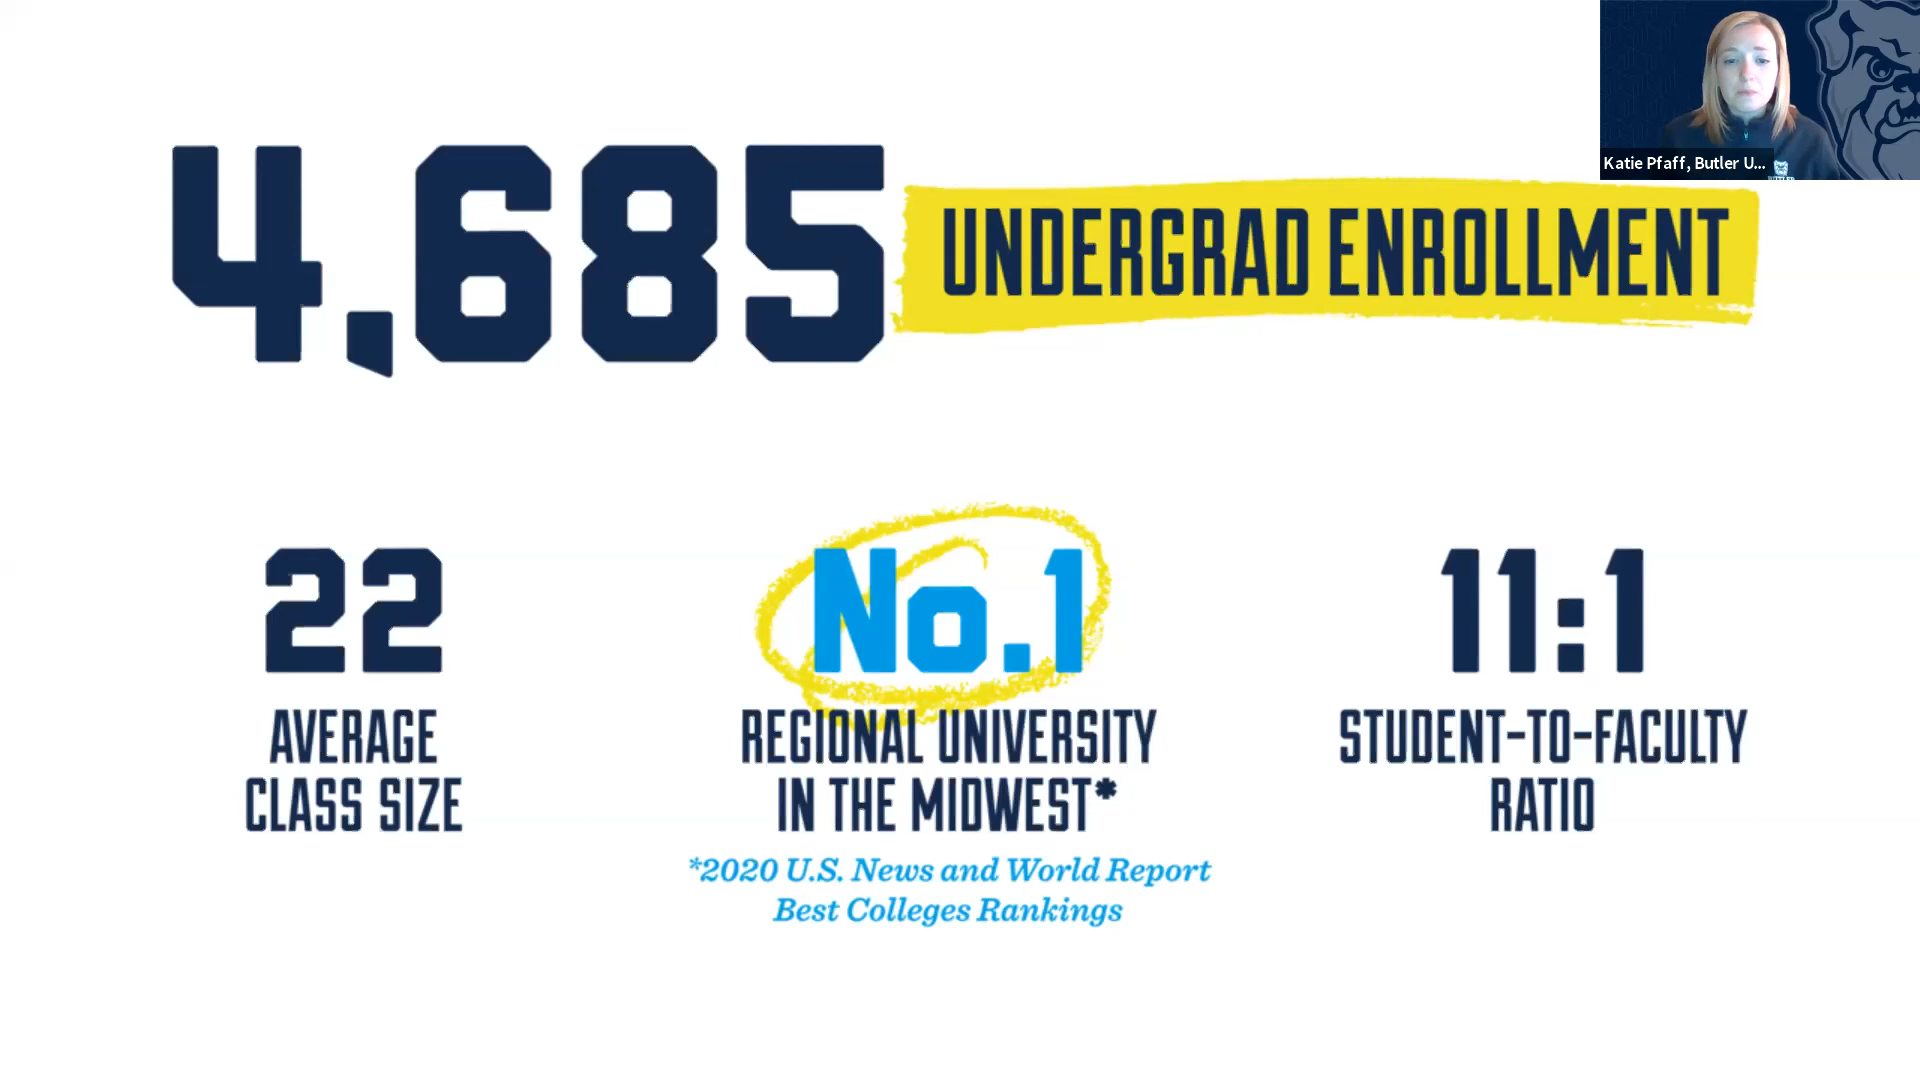 Katie Pfaff, Butler U...
BUTLER
4,685
UNDERGRAD ENROLLMENT
22
AVERAGE
CLASS SIZE
No.1
REGIONAL UNIVERSITY
IN THE MIDWEST*
*2020 U.S. News and World Report
Best Colleges Rankings
11:1
STUDENT-TO-FACULTY
RATIO